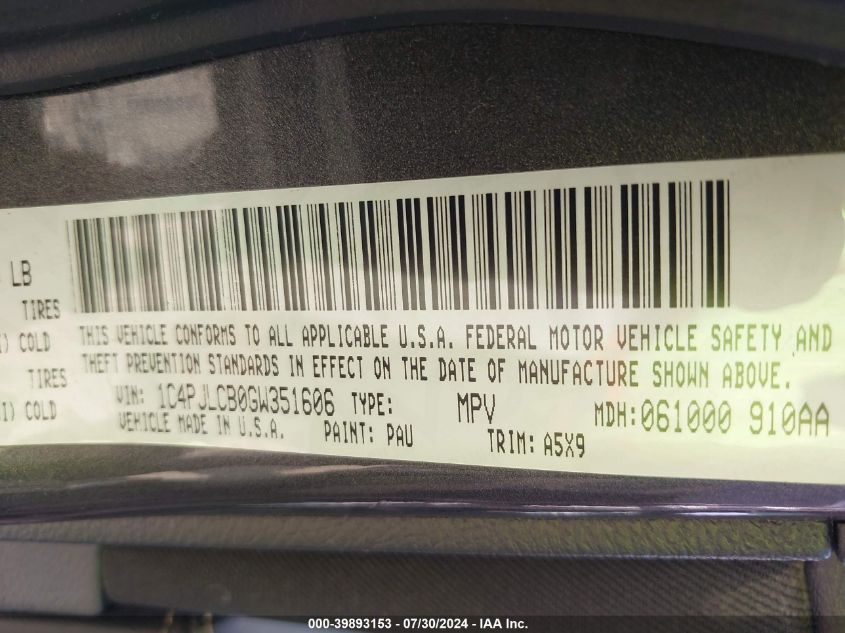 LB
TIRES
I) COLD
TIRES
SI) COLD
THIS VEHICLE CONFORMS TO ALL APPLICABLE U.S.A. FEDERAL MOTOR VEHICLE SAFETY AND
THEFT PREVENTION STANDARDS IN EFFECT ON THE DATE OF MANUFACTURE SHOWN ABOVE.
VIN: 1C4PJLCB0GW351606 TYPE: MPV MDH:061000 910AA
VEHICLE MADE IN U.S.A. PAINT: PAU TRIM: A5X9
000-39893153 - 07/30/2024 - IAA Inc.